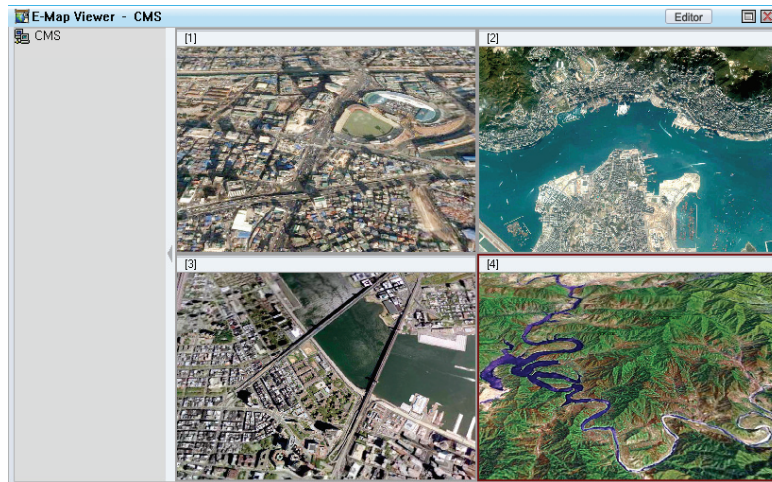 E-Map Viewer - CMS
Editor
CMS
[1]
[2]
[3]
[4]